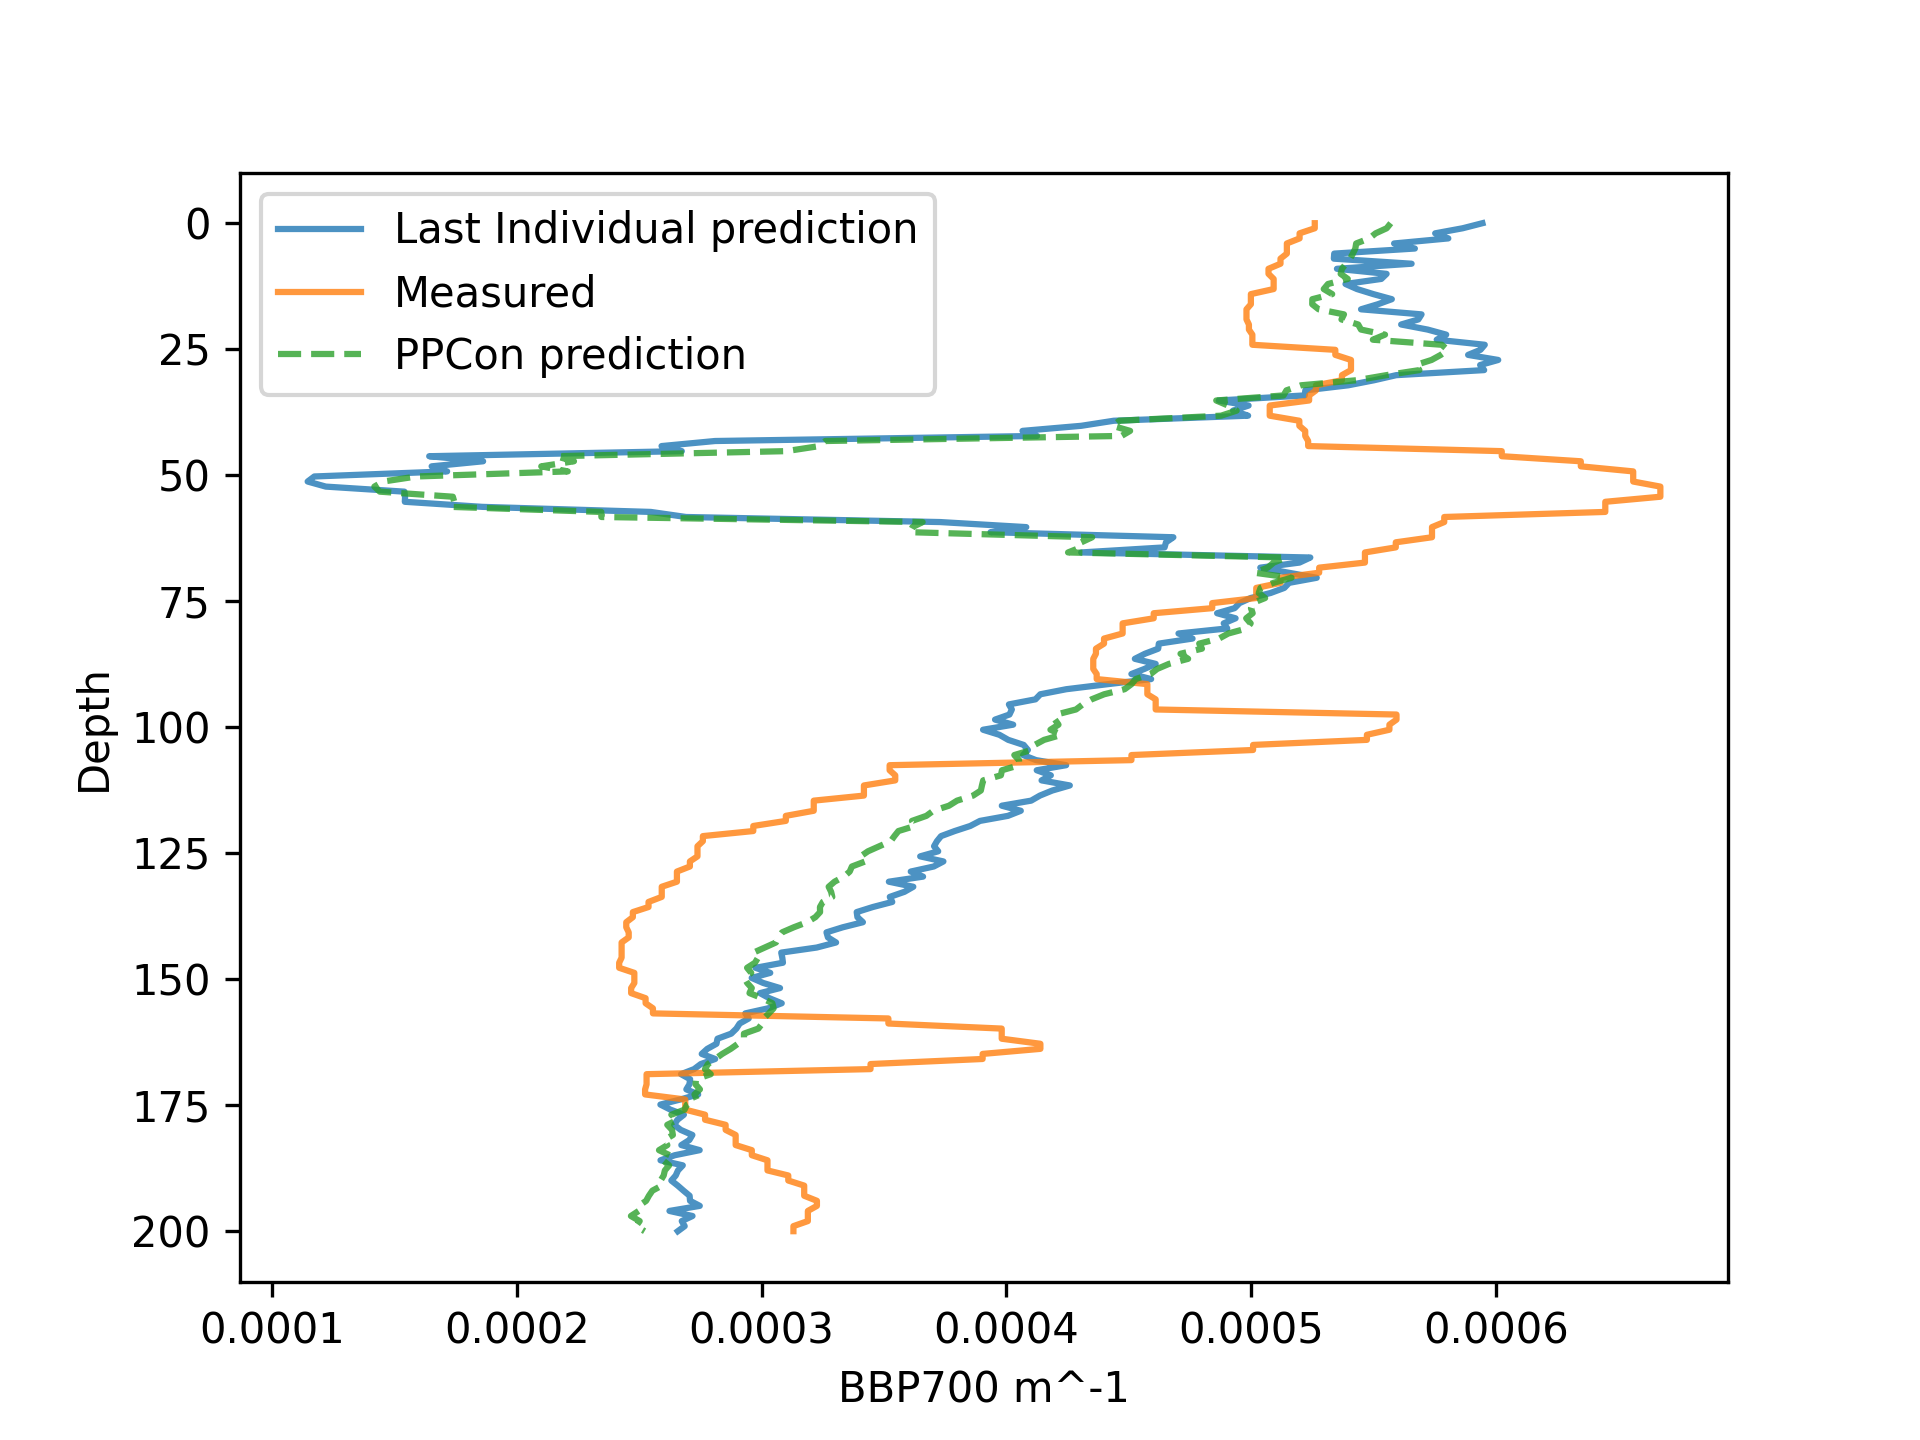 Last Individual prediction
Measured
PPCon prediction
0
25
50
75
100
125
150
175
200
Depth
0.0001 0.0002 0.0003 0.0004 0.0005 0.0006
BBP700 m^-1